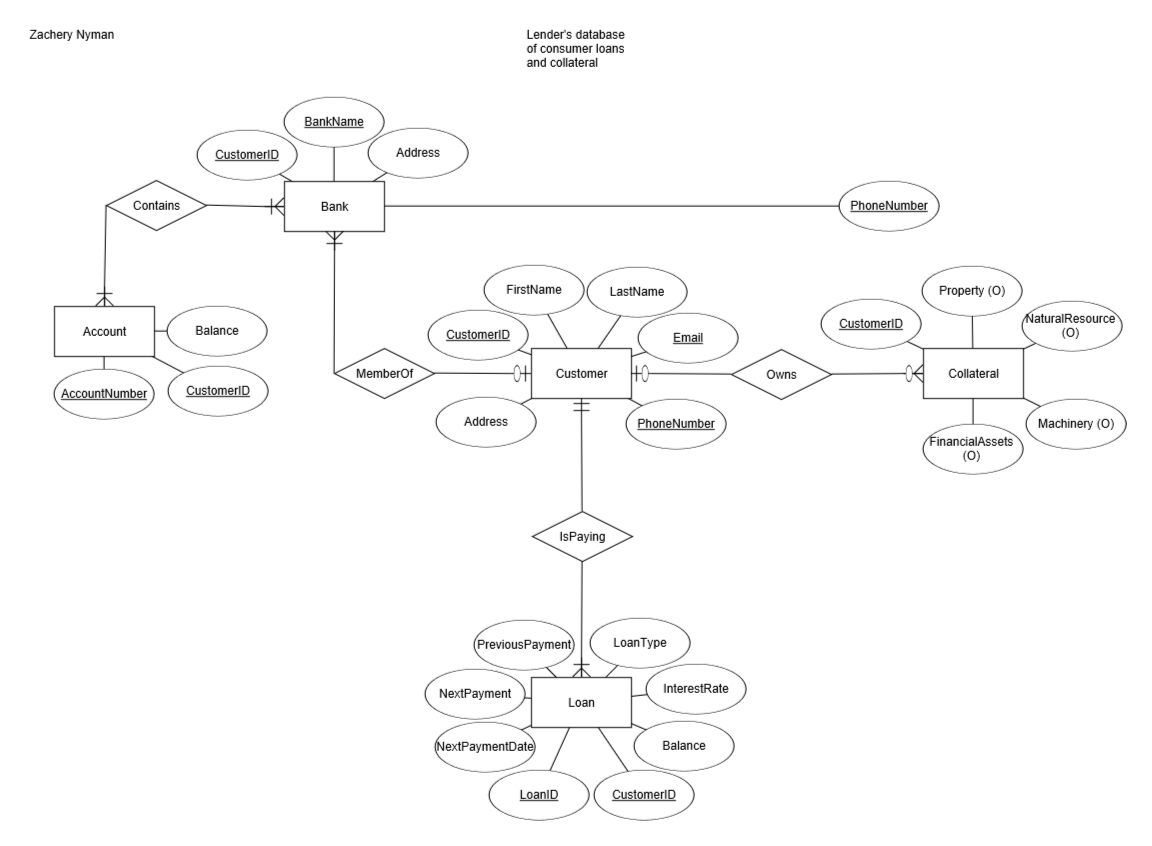 Zachery Nyman
Lender's database
of consumer loans
and collateral
BankName
CustomerID
Address
Contains
Bank
PhoneNumber
Account
Balance
AccountNumber
CustomerID
FirstName
LastName
CustomerID
Email
MemberOf
Customer
Address
PhoneNumber
Owns
Property (O)
CustomerID
NaturalResource
(O)
Collateral
Machinery (O)
FinancialAssets
(O)
IsPaying
PreviousPayment
LoanType
NextPayment
InterestRate
Loan
NextPaymentDate
Balance
LoanID
CustomerID